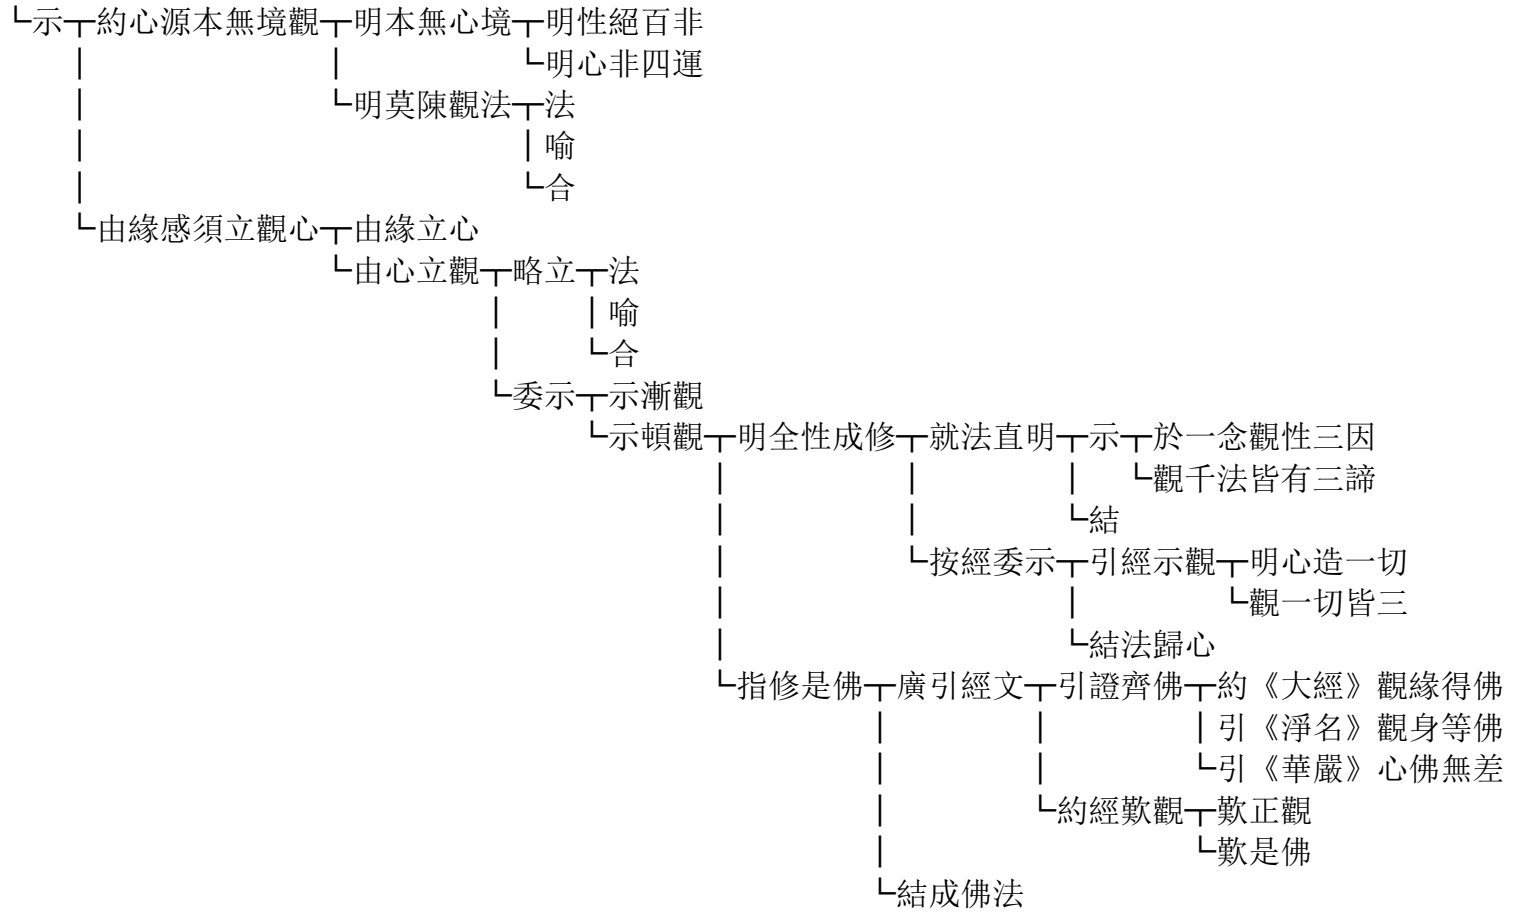 └示┬約心源本無境觀┬明本無心境┬明性絕百非
│ │ └明心非四運
│ └明莫陳觀法┬法
│ │喻
│ └合
└由緣感須立觀心┬由緣立心
└由心立觀┬略立┬法
│ │喻
│ └合
└委示┬示漸觀
└示頓觀┬明全性成修┬就法直明┬示┬於一念觀性三因
│ │ │ └觀千法皆有三諦
│ │ └結
│ └按經委示┬引經示觀┬明心造一切
│ │ └觀一切皆三
│ └結法歸心
└指修是佛┬廣引經文┬引證齊佛┬約《大經》觀緣得佛
│ │ │引《淨名》觀身等佛
│ │ └引《華嚴》心佛無差
│ └約經歎觀┬歎正觀
│ └歎是佛
└結成佛法